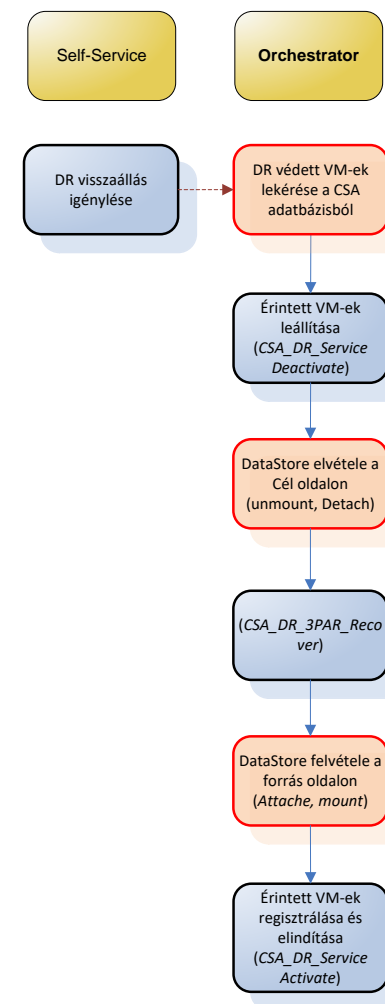 Self-Service
Orchestrator
DR visszaállás
igénylése
DR védett VM-ek
lekérése a CSA
adatbázisból
Érintett VM-ek
leállítása
(CSA_DR_Service
Deactivate)
DataStore elvétele a
Cél oldalon
(unmount, Detach)
(CSA_DR_3PAR_Reco
ver)
DataStore felvétele a
forrás oldalon
(Attache, mount)
Érintett VM-ek
regisztrálása és
elindítása
(CSA_DR_Service
Activate)